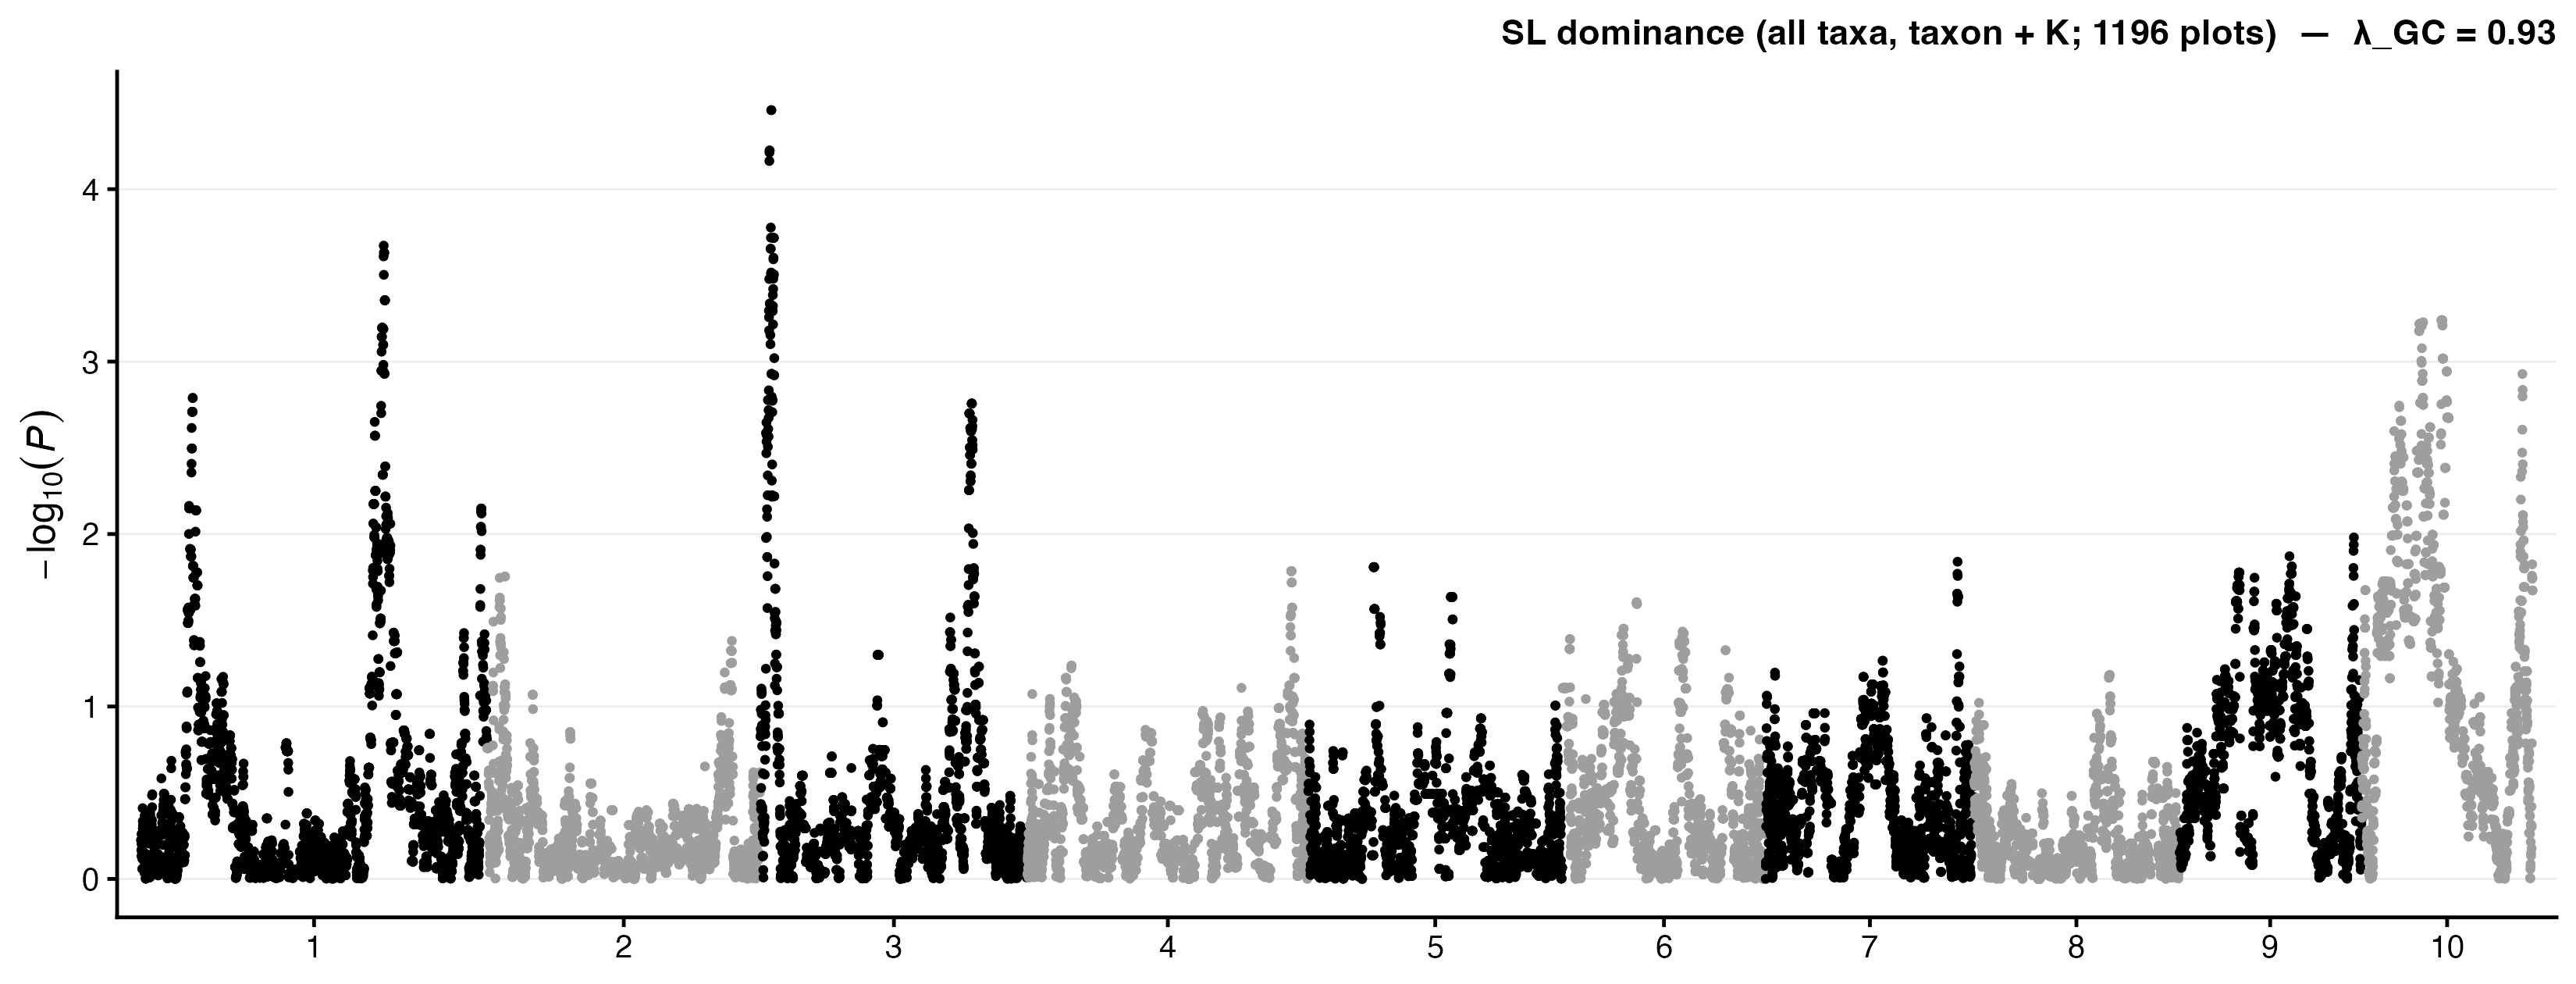 SL dominance (all taxa, taxon + K; 1196 plots) — λ_GC = 0.93
−log₁₀(P)
4
3
2
1
0
1 2 3 4 5 6 7 8 9 10